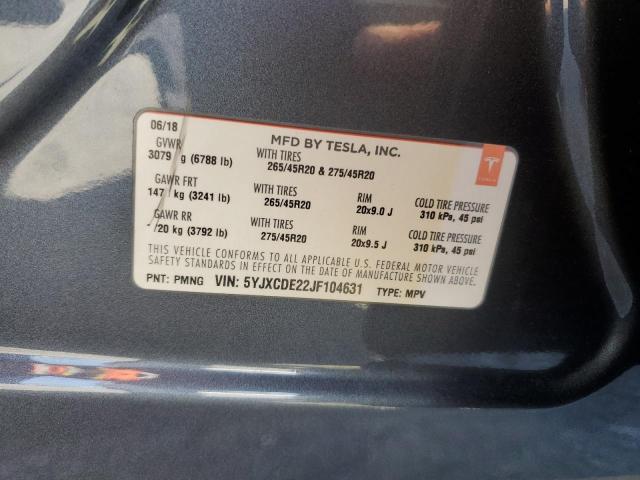 06/18
MFD BY TESLA, INC.
GVWR
3079 g (6788 lb)
WITH TIRES
265/45R20 & 275/45R20
GAWR FRT
147 kg (3241 lb)
WITH TIRES
265/45R20
RIM
20x9.0 J
COLD TIRE PRESSURE
310 kPa, 45 psi
GAWR RR
/20 kg (3792 lb)
WITH TIRES
275/45R20
RIM
20x9.5 J
COLD TIRE PRESSURE
310 kPa, 45 psi
THIS VEHICLE CONFORMS TO ALL APPLICABLE U.S. FEDERAL MOTOR VEHICLE
SAFETY STANDARDS IN EFFECT ON THE DATE OF MANUFACTURE SHOWN ABOVE.
PNT: PMNG VIN: 5YJXCDE22JF104631 TYPE: MPV